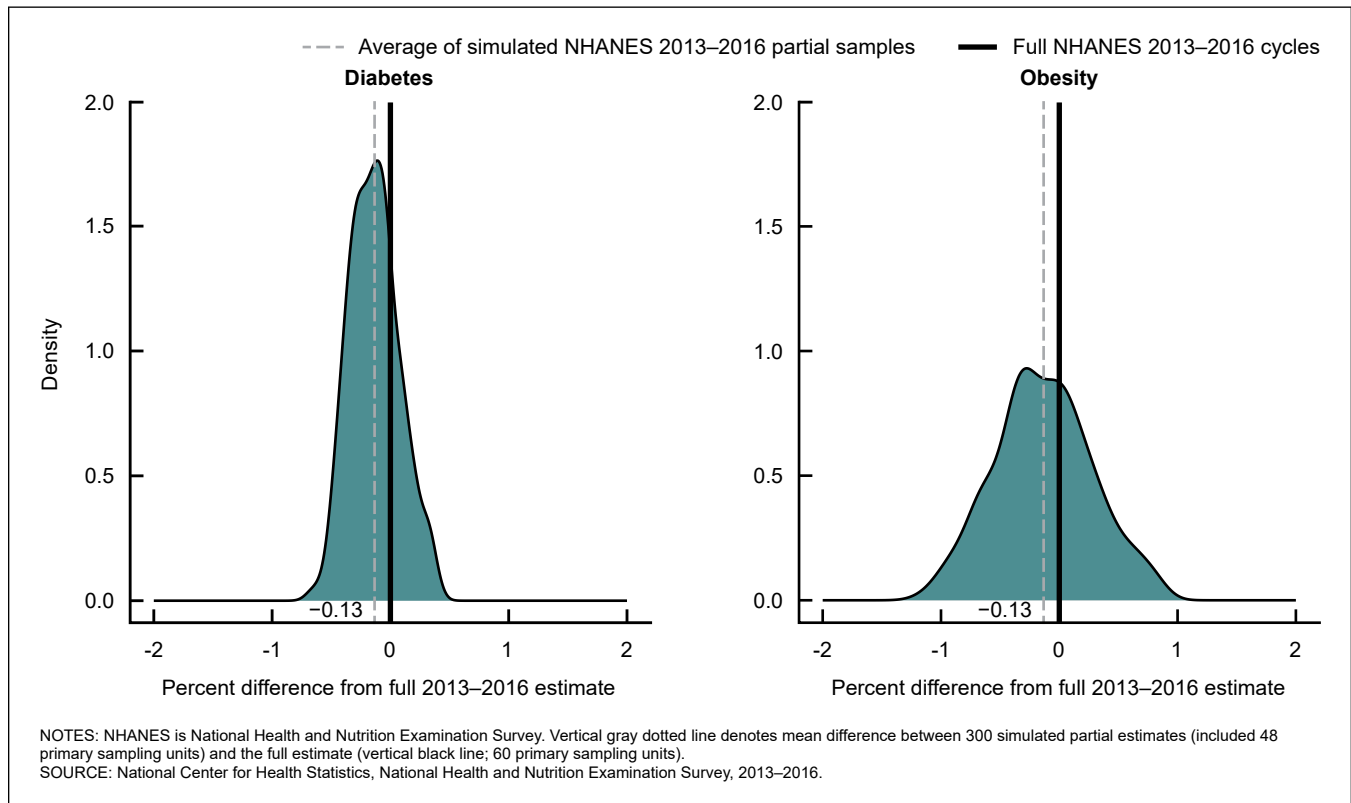 Average of simulated NHANES 2013–2016 partial samples
Full NHANES 2013–2016 cycles
Diabetes
2.0
1.5
1.0
0.5
0.0
Density
−0.13
-2
-1
0
1
2
Percent difference from full 2013–2016 estimate
Obesity
2.0
1.5
1.0
0.5
0.0
−0.13
-2
-1
0
1
2
Percent difference from full 2013–2016 estimate
NOTES: NHANES is National Health and Nutrition Examination Survey. Vertical gray dotted line denotes mean difference between 300 simulated partial estimates (included 48
primary sampling units) and the full estimate (vertical black line; 60 primary sampling units).
SOURCE: National Center for Health Statistics, National Health and Nutrition Examination Survey, 2013–2016.